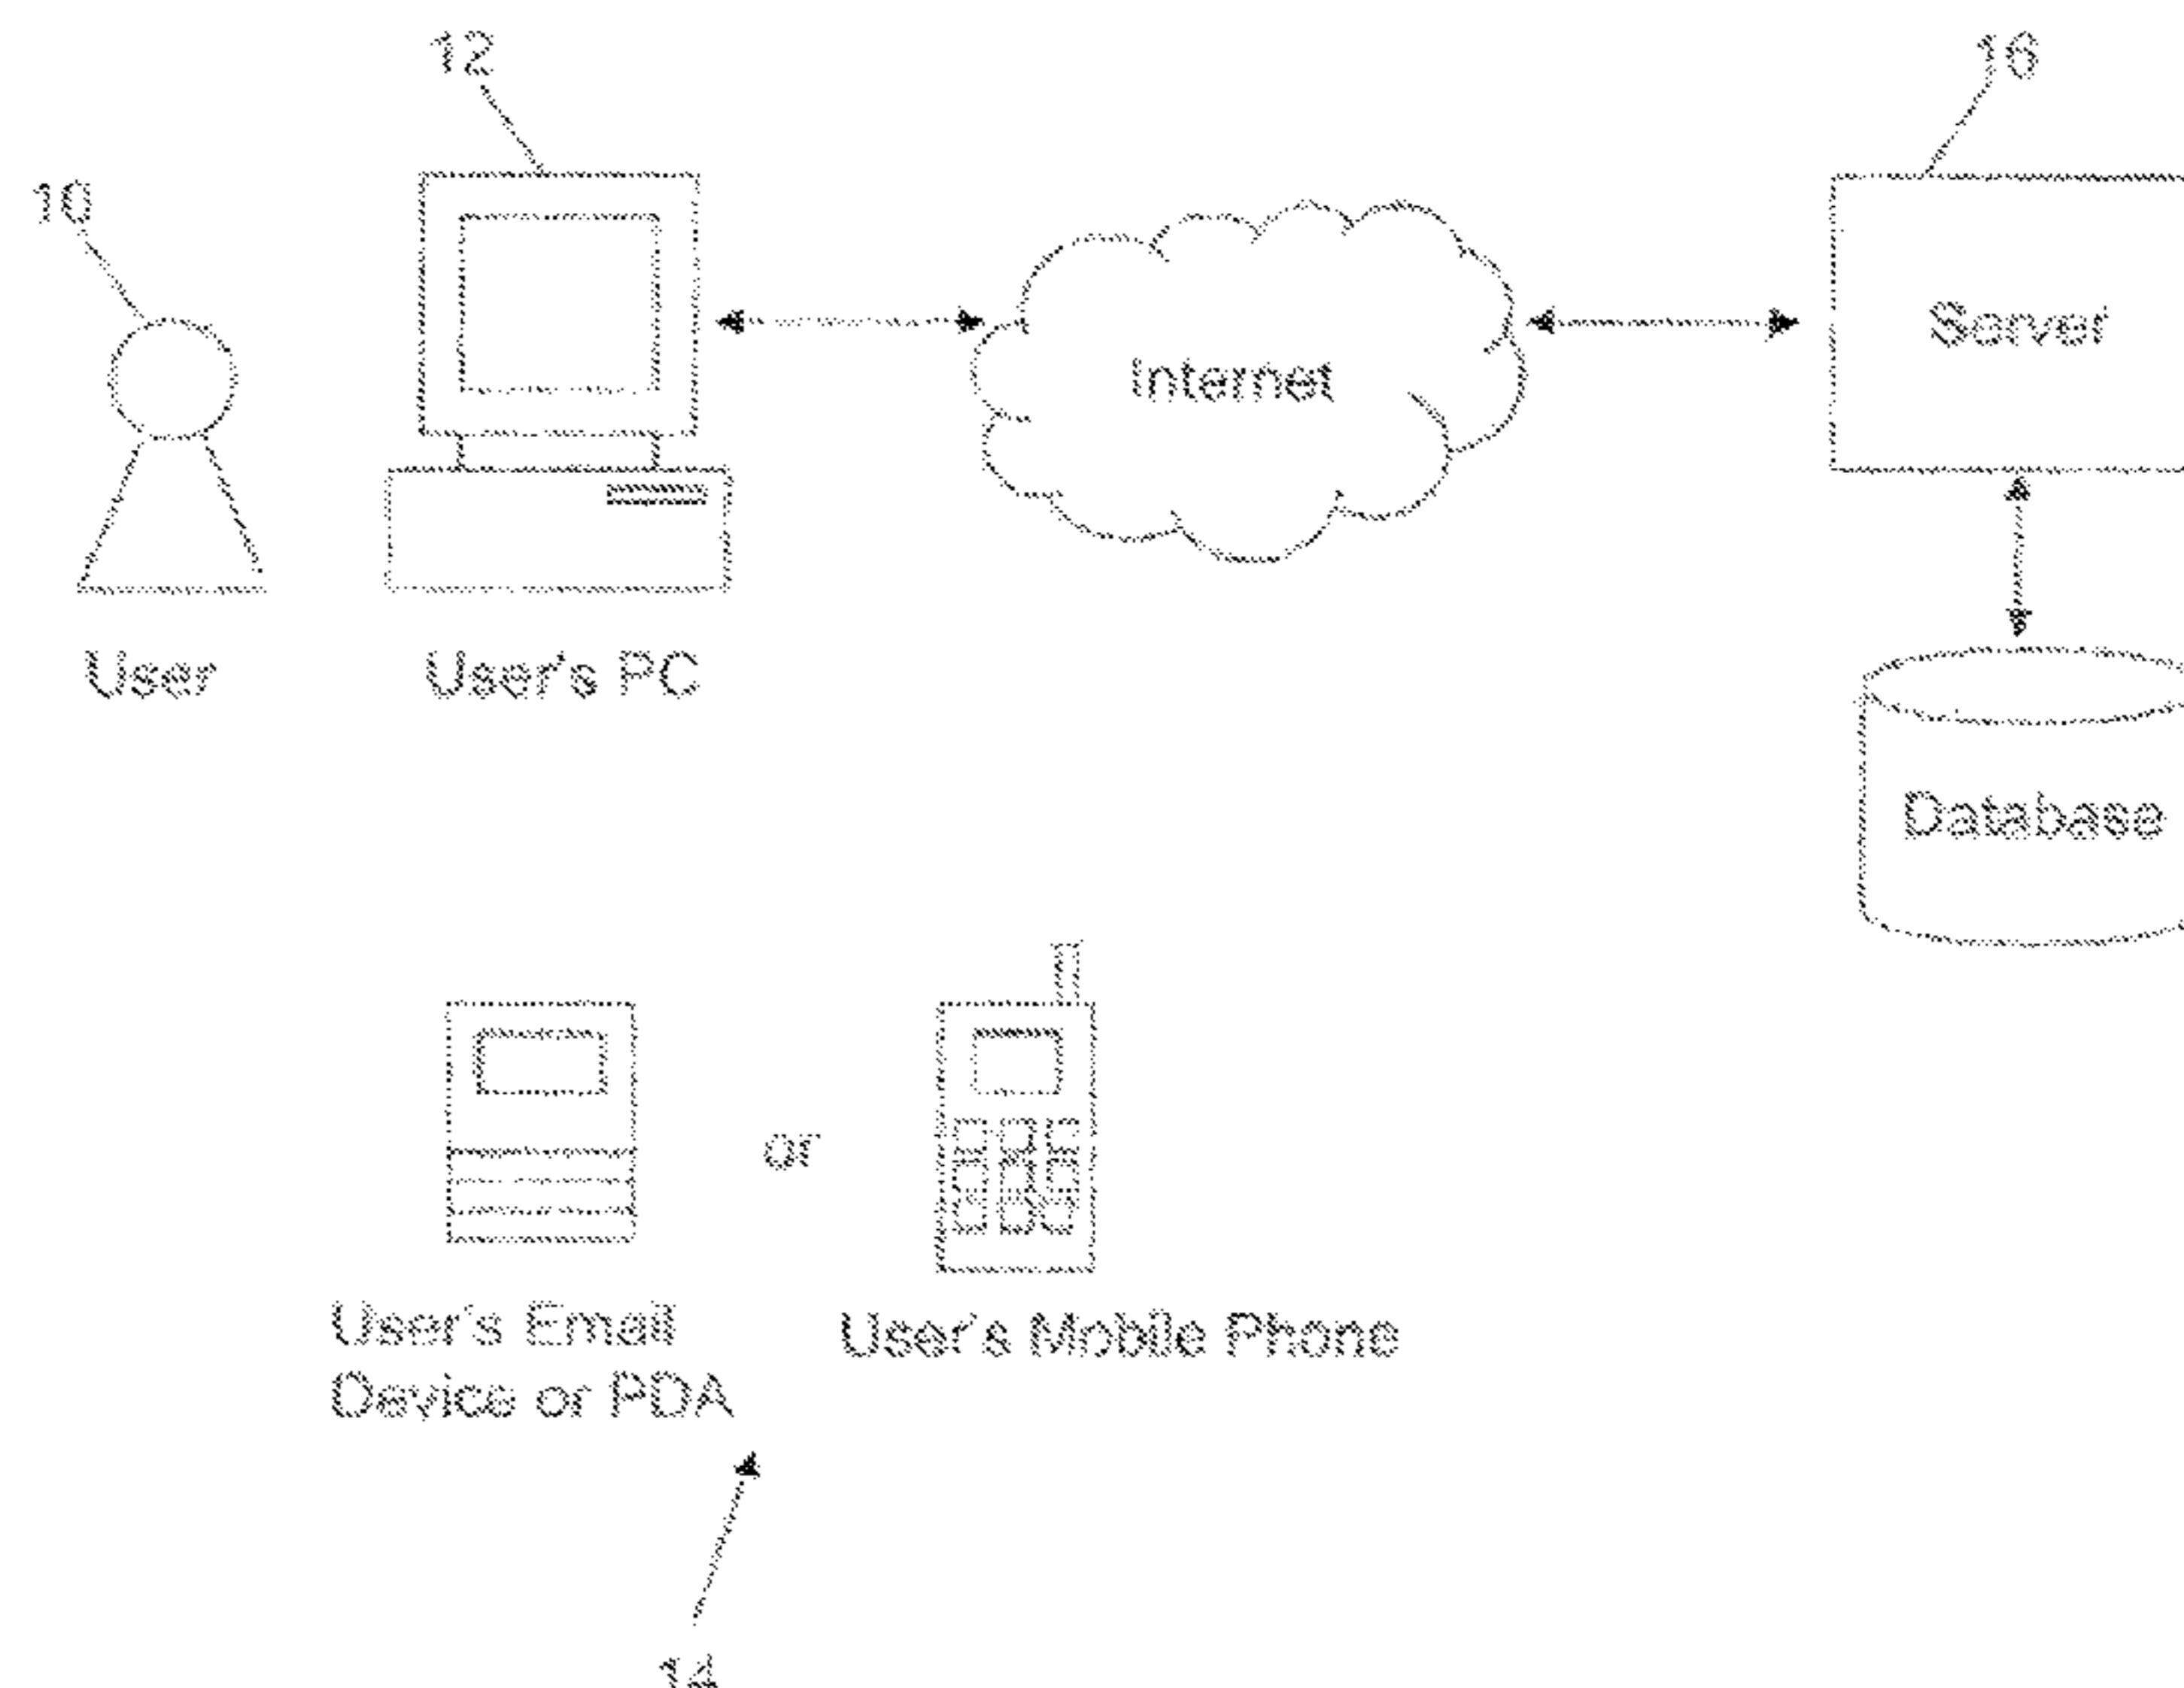 12
16
10
Internet
Server
User
User's PC
Database
or
User's Email
Device or PDA
User's Mobile Phone
14